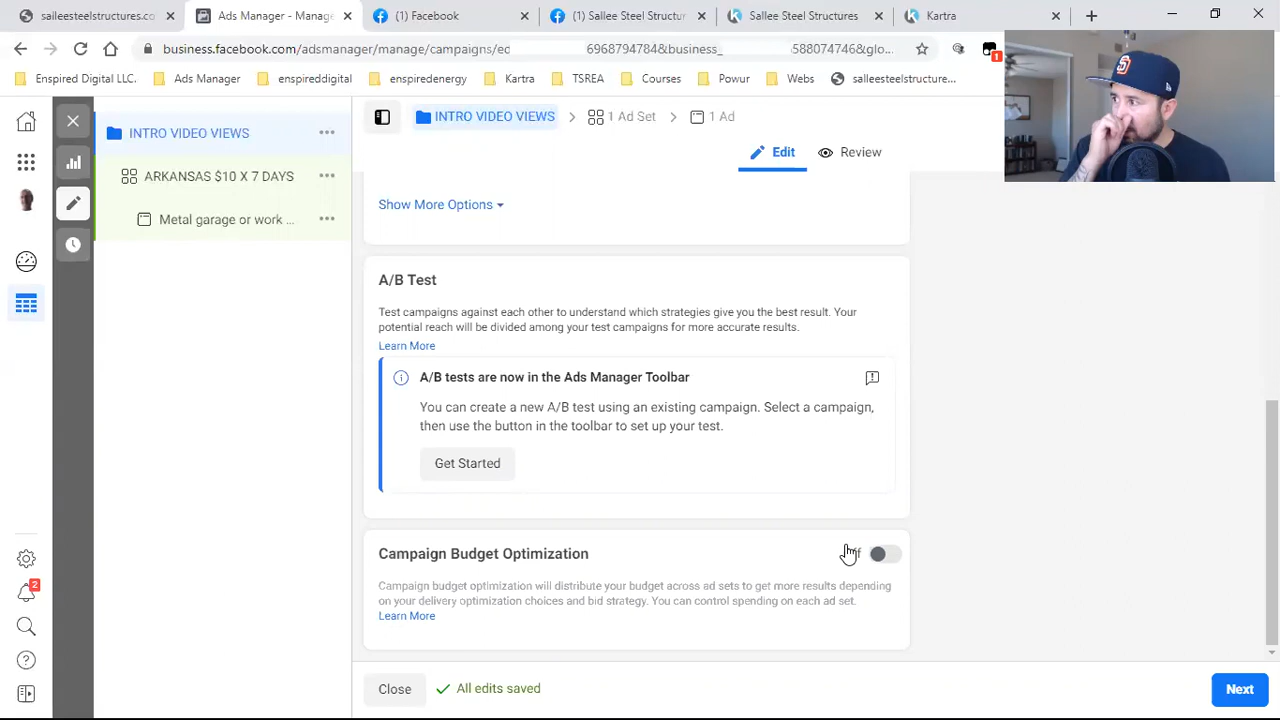 salleesteelstructures.co
Ads Manager - Manage
(1) Facebook
(1) Sallee Steel Structur
Sallee Steel Structures
Kartra
business.facebook.com/adsmanager/manage/campaigns/ed
6968794784&business_
588074746&glo...
1
Enspired Digital LLC.
Ads Manager
enspireddigital
enspiredenergy
Kartra
TSREA
Courses
Powur
Webs
salleesteelstructure...
INTRO VIDEO VIEWS
ARKANSAS $10 X 7 DAYS
Metal garage or work ...
INTRO VIDEO VIEWS
1 Ad Set
1 Ad
Edit
Review
Show More Options
A/B Test
Test campaigns against each other to understand which strategies give you the best result. Your
potential reach will be divided among your test campaigns for more accurate results.
Learn More
A/B tests are now in the Ads Manager Toolbar
You can create a new A/B test using an existing campaign. Select a campaign,
then use the button in the toolbar to set up your test.
Get Started
Campaign Budget Optimization
Campaign budget optimization will distribute your budget across ad sets to get more results depending
on your delivery optimization choices and bid strategy. You can control spending on each ad set.
Learn More
2
Close
All edits saved
Next